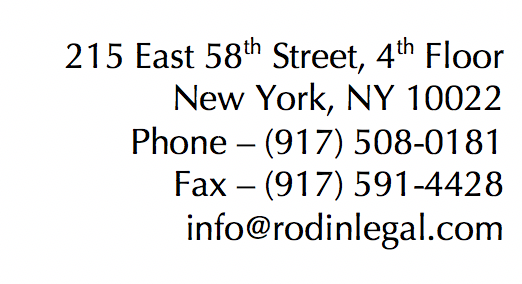 215 East 58th Street, 4th Floor
New York, NY 10022
Phone – (917) 508-0181
Fax – (917) 591-4428
info@rodinlegal.com